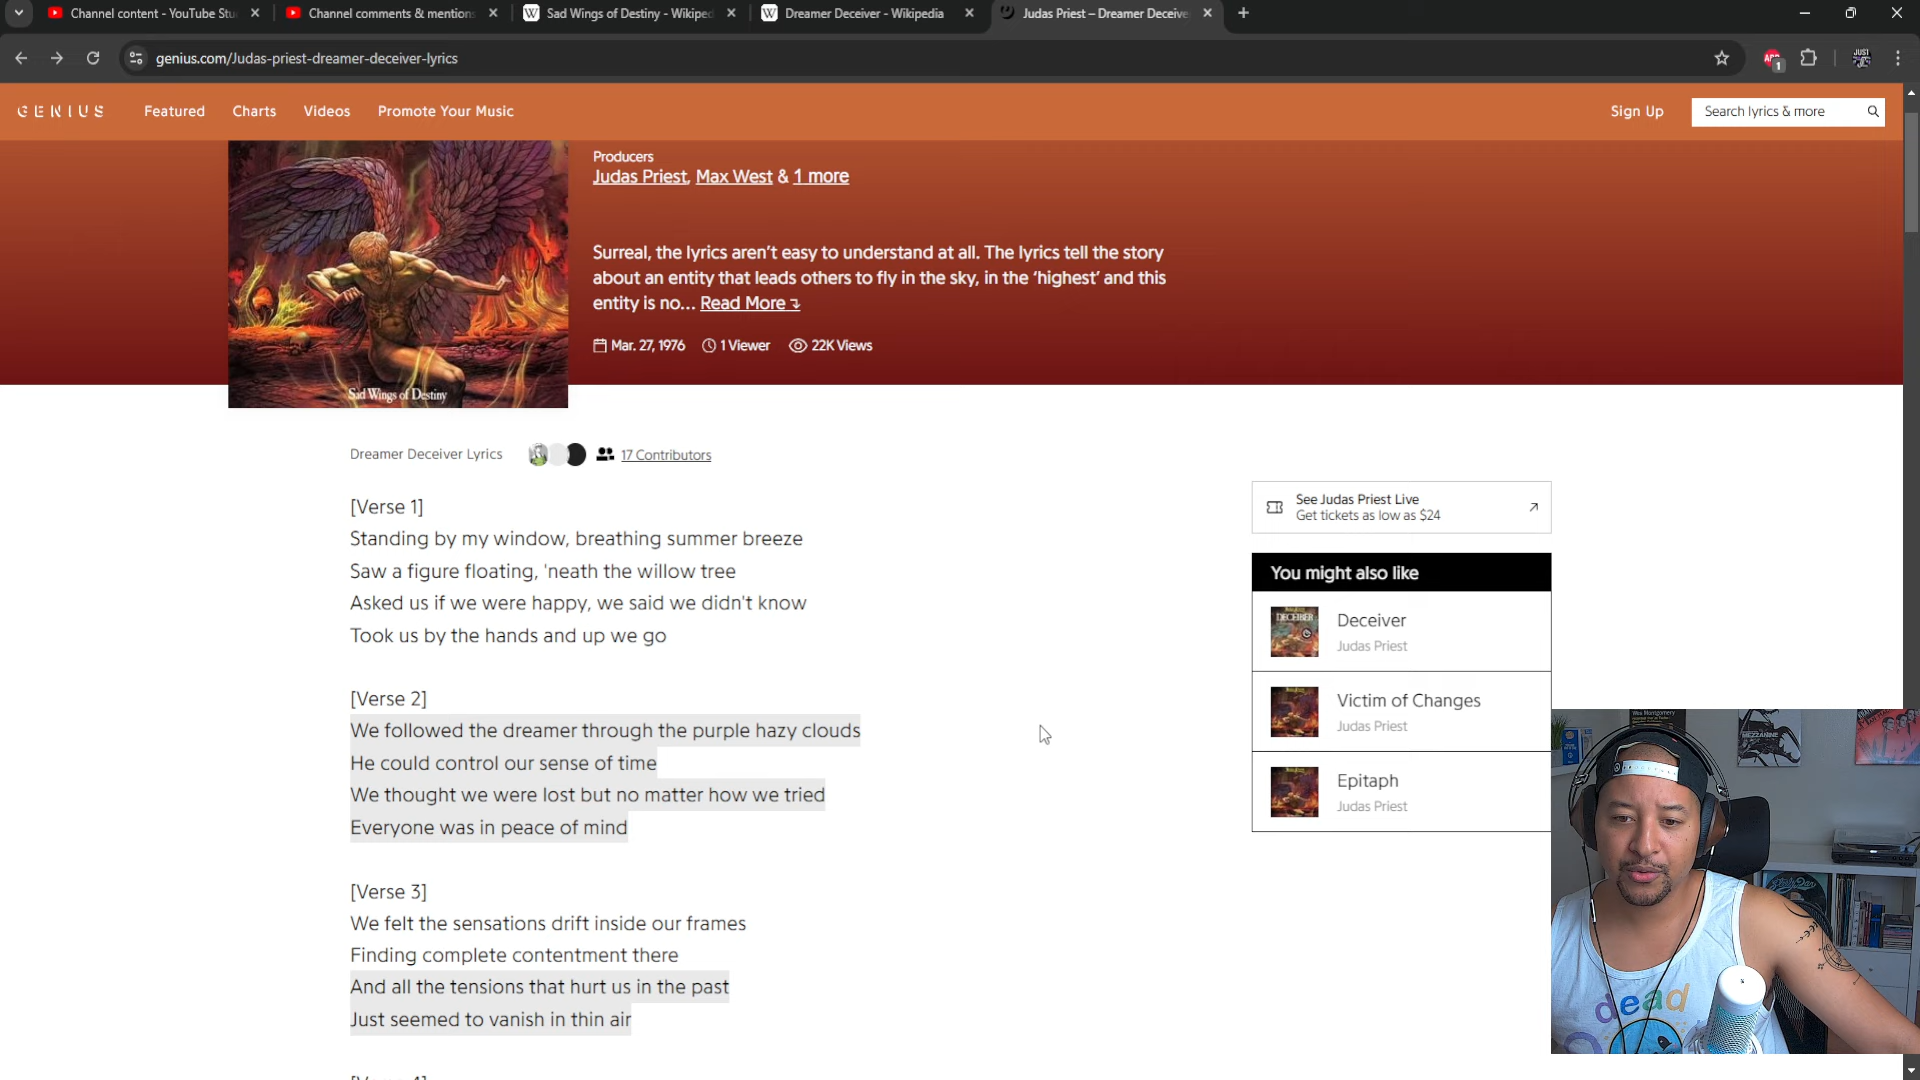 Channel content - YouTube Stu
Channel comments & mention
Sad Wings of Destiny - Wikiped
Dreamer Deceiver - Wikipedia
Judas Priest – Dreamer Deceive
genius.com/Judas-priest-dreamer-deceiver-lyrics
GENIUS
Featured
Charts
Videos
Promote Your Music
Sign Up
Search lyrics & more
Producers
Judas Priest, Max West & 1 more
Surreal, the lyrics aren't easy to understand at all. The lyrics tell the story
about an entity that leads others to fly in the sky, in the 'highest' and this
entity is no... Read More
Mar. 27, 1976
1 Viewer
22K Views
Sad Wings of Destiny
Dreamer Deceiver Lyrics
17 Contributors
[Verse 1]
Standing by my window, breathing summer breeze
Saw a figure floating, 'neath the willow tree
Asked us if we were happy, we said we didn't know
Took us by the hands and up we go
[Verse 2]
We followed the dreamer through the purple hazy clouds
He could control our sense of time
We thought we were lost but no matter how we tried
Everyone was in peace of mind
[Verse 3]
We felt the sensations drift inside our frames
Finding complete contentment there
And all the tensions that hurt us in the past
Just seemed to vanish in thin air
See Judas Priest Live
Get tickets as low as $24
You might also like
DECEIVER
Deceiver
Judas Priest
Victim of Changes
Judas Priest
Epitaph
Judas Priest
Wes Montgomery
MEZZANINE
Steely Dan
dead